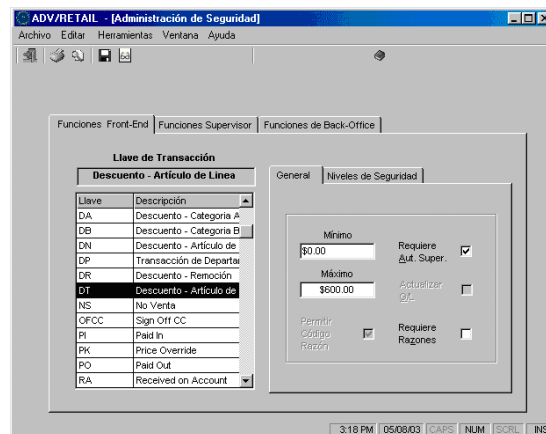 ADV/RETAIL - [Administración de Seguridad]
Archivo Editar Herramientas Ventana Ayuda
Funciones Front-End Funciones Supervisor Funciones de Back-Office
Llave de Transacción
Descuento - Artículo de Linea
Llave Descripción
DA Descuento - Categoria A
DB Descuento - Categoria B
DN Descuento - Artículo de
DP Transacción de Departa
DR Descuento - Remoción
DT Descuento - Artículo de
NS No Venta
OFCC Sign Off CC
PI Paid In
PK Price Override
PO Paid Out
RA Received on Account
General Niveles de Seguridad
Mínimo
$0.00
Requiere
Aut. Super.
Máximo
$600.00
Actualizer
O/L
Permitir
Código
Razón
Requiere
Razones
3:18 PM 05/08/03 CAPS NUM SCRL INS